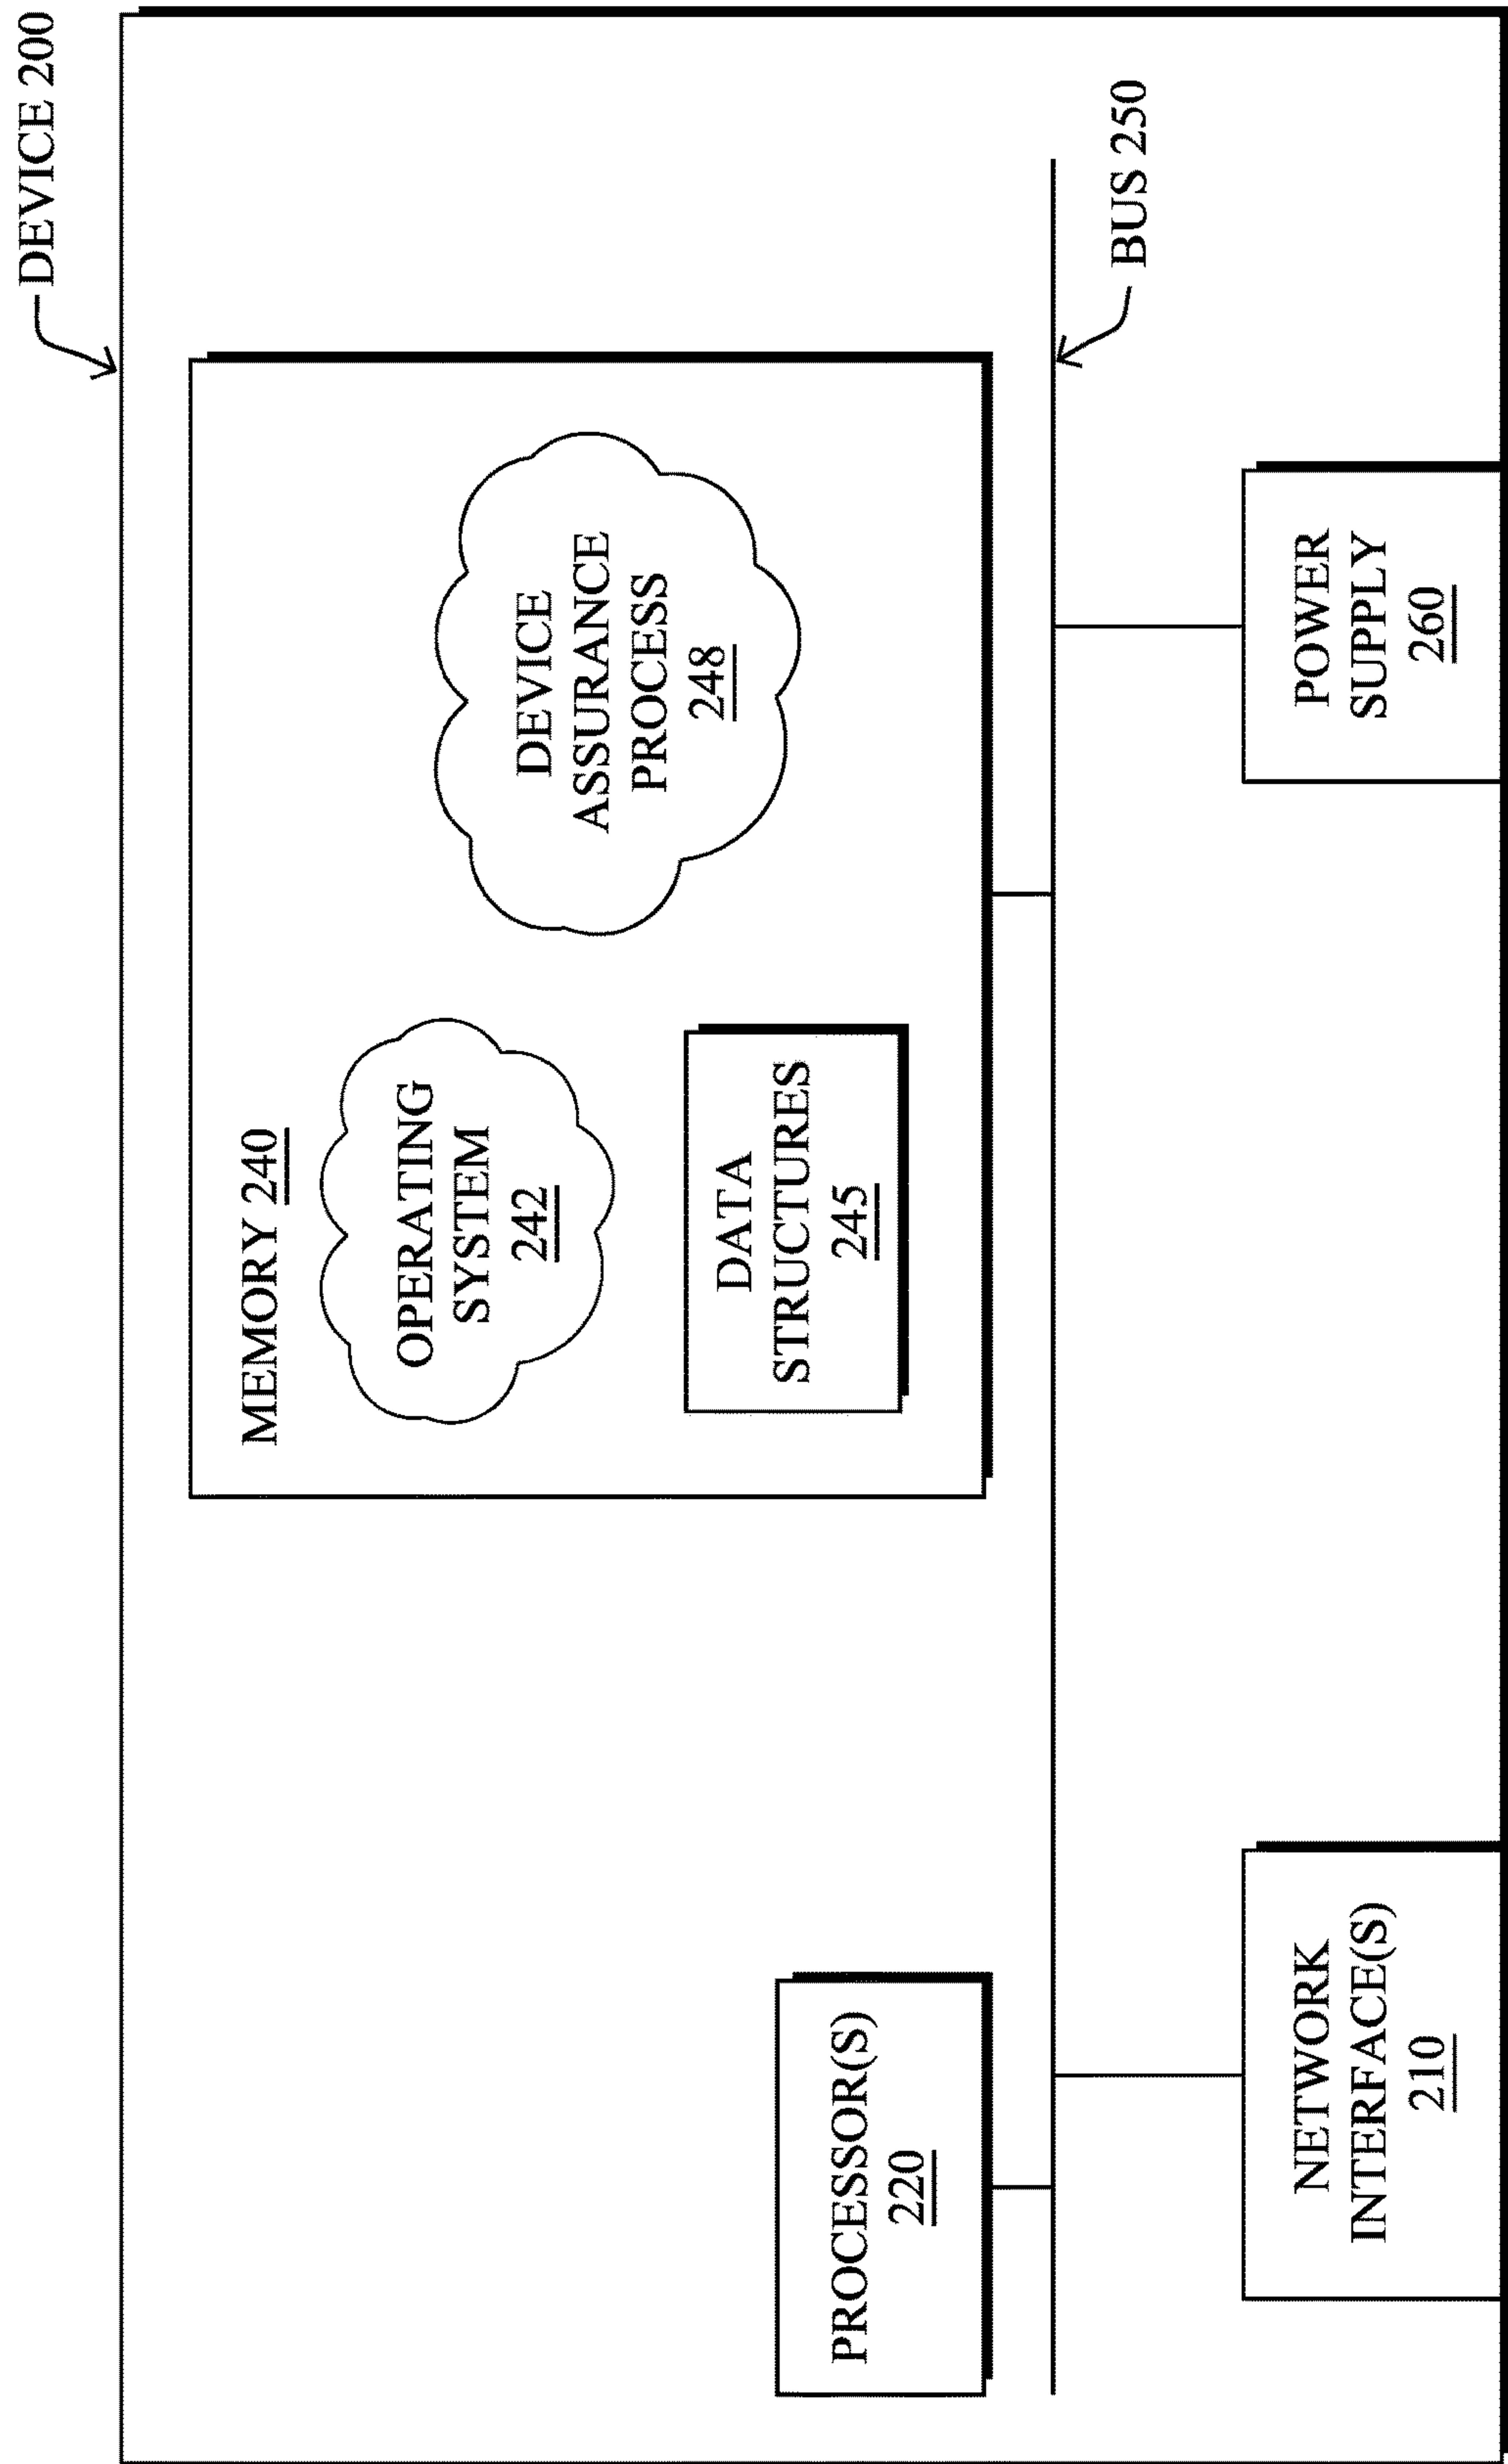 DEVICE 200
MEMORY 240
OPERATING
SYSTEM
242
DATA
STRUCTURES
245
DEVICE
ASSURANCE
PROCESS
248
PROCESSOR(S)
220
BUS 250
NETWORK
INTERFACE(S)
210
POWER
SUPPLY
260